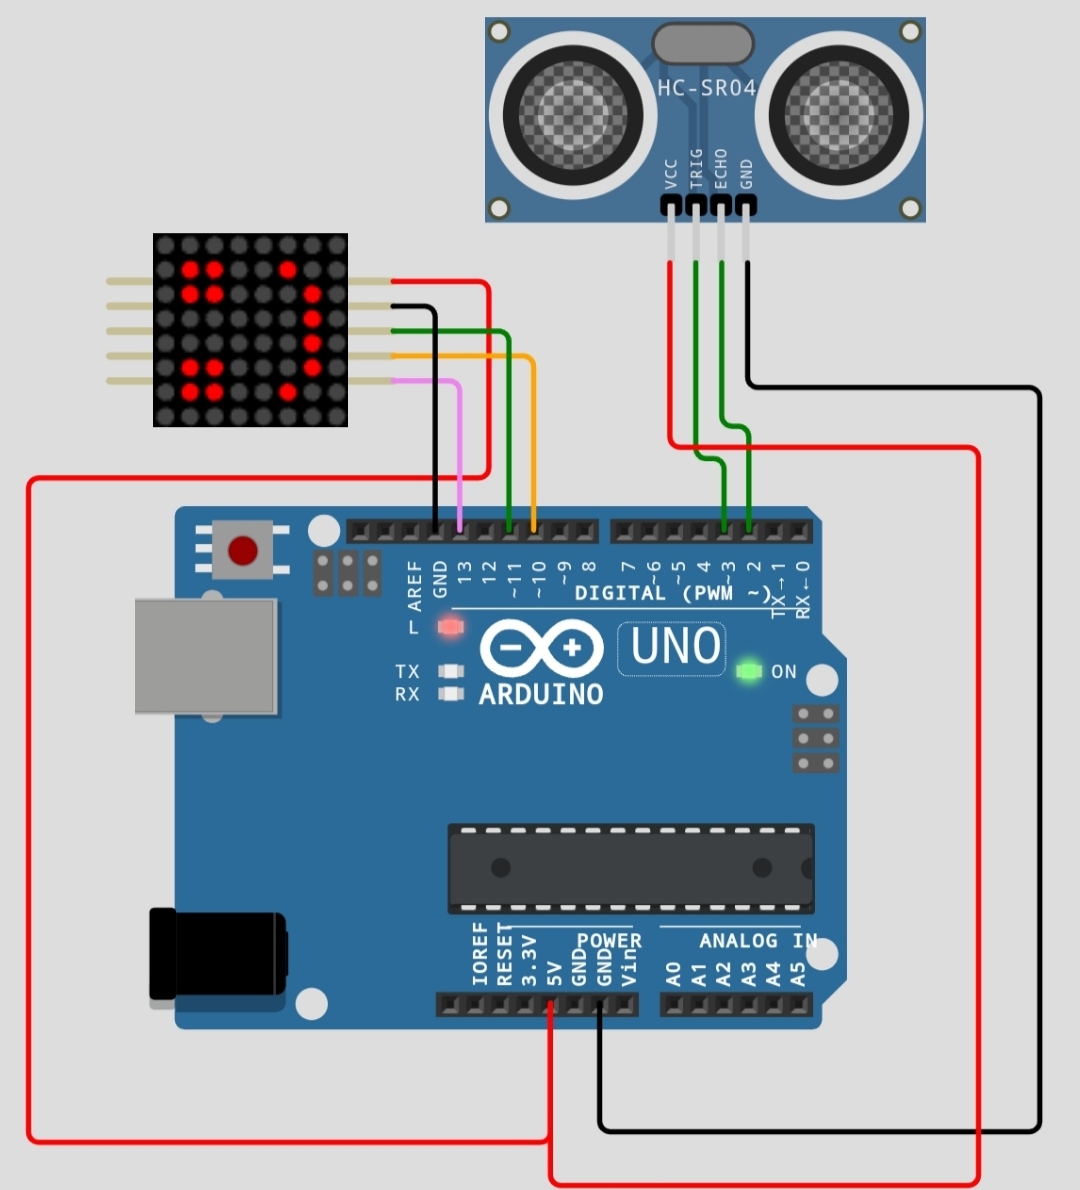 HC-SR04
VCC
TRIG
ECHO
GND
AREF
GND
13
12
~11
~10
~9
8
7
~6
~5
4
~3
2
TX→1
RX←0
DIGITAL (PWM ~)
L
TX
RX
ARDUINO
UNO
ON
IOREF
RESET
3.3V
5V
GND
GND
Vin
POWER
ANALOG IN
A0
A1
A2
A3
A4
A5